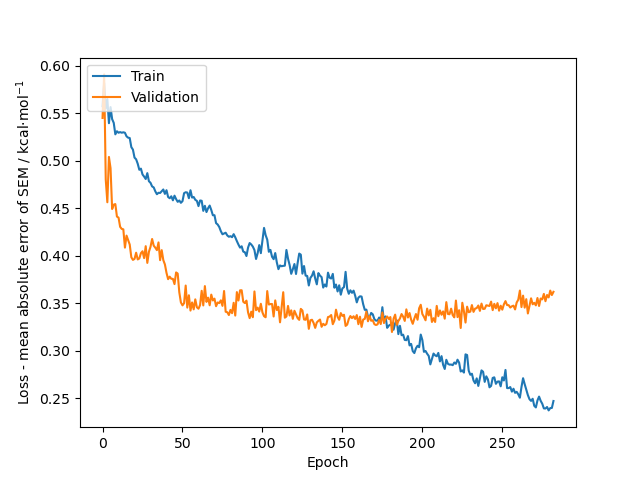 Train
Validation
Loss - mean absolute error of SEM / kcal·mol⁻¹
0.60
0.55
0.50
0.45
0.40
0.35
0.30
0.25
0 50 100 150 200 250
Epoch